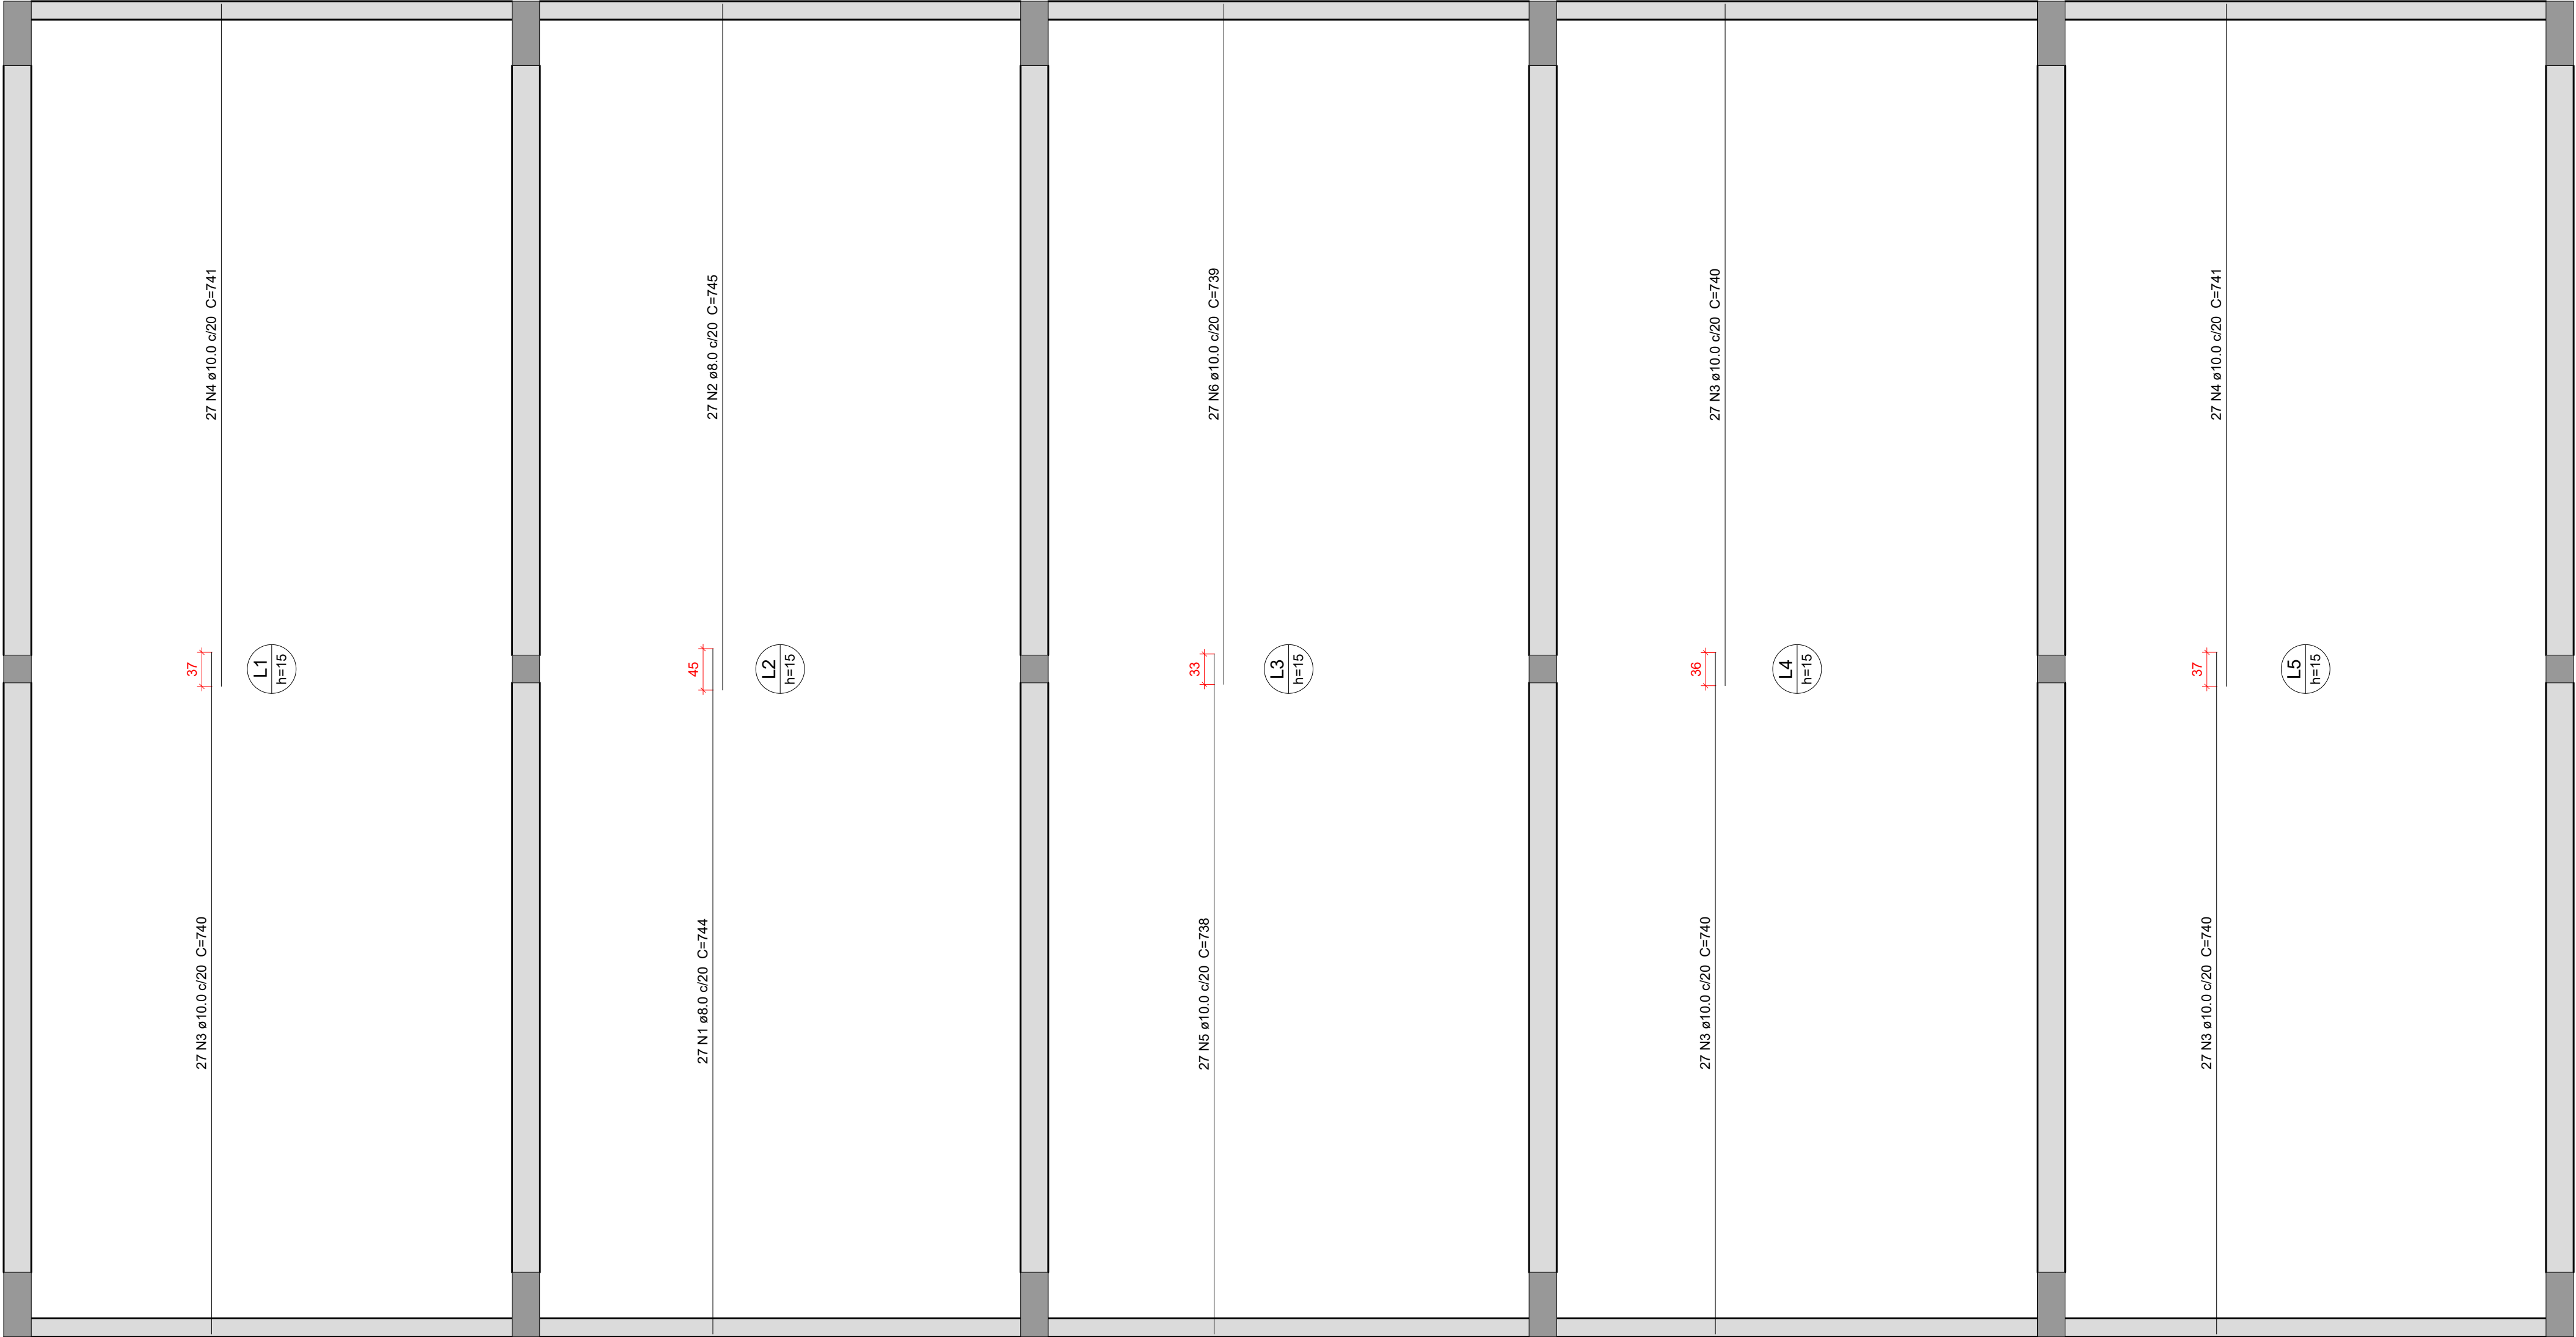 27 N4 ø10.0 c/20 C=741
27 N2 ø8.0 c/20 C=745
27 N6 ø10.0 c/20 C=739
27 N3 ø10.0 c/20 C=740
27 N4 ø10.0 c/20 C=741
37
L1
h=15
45
L2
h=15
33
L3
h=15
36
L4
h=15
37
L5
h=15
27 N3 ø10.0 c/20 C=740
27 N1 ø8.0 c/20 C=744
27 N5 ø10.0 c/20 C=738
27 N3 ø10.0 c/20 C=740
27 N3 ø10.0 c/20 C=740